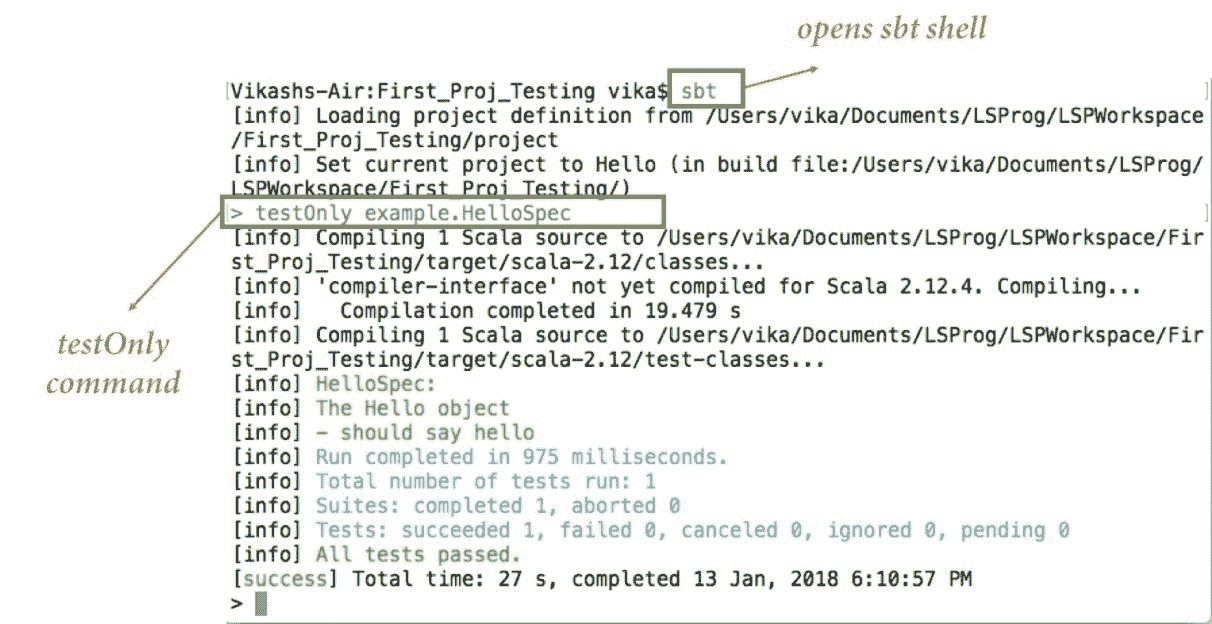 opens sbt shell
Vikashs-Air:First_Proj_Testing vika$ sbt
[info] Loading project definition from /Users/vika/Documents/LSProg/LSPWorkspace
/First_Proj_Testing/project
[info] Set current project to Hello (in build file:/Users/vika/Documents/LSProg/
LSPWorkspace/First_Proj_Testing/)
> testOnly example.HelloSpec
[info] Compiling 1 Scala source to /Users/vika/Documents/LSProg/LSPWorkspace/Fir
st_Proj_Testing/target/scala-2.12/classes...
[info] 'compiler-interface' not yet compiled for Scala 2.12.4. Compiling...
[info]   Compilation completed in 19.479 s
[info] Compiling 1 Scala source to /Users/vika/Documents/LSProg/LSPWorkspace/Fir
st_Proj_Testing/target/scala-2.12/test-classes...
[info] HelloSpec:
[info] The Hello object
[info] - should say hello
[info] Run completed in 975 milliseconds.
[info] Total number of tests run: 1
[info] Suites: completed 1, aborted 0
[info] Tests: succeeded 1, failed 0, canceled 0, ignored 0, pending 0
[info] All tests passed.
[success] Total time: 27 s, completed 13 Jan, 2018 6:10:57 PM
>
testOnly
command